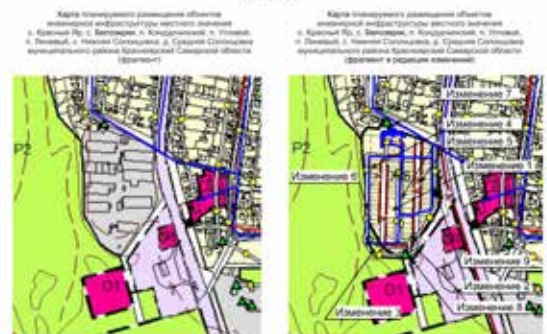 Карта планируемого размещения объектов
инженерной инфраструктуры местного значения
с. Красный Яр, с. Белозерки, п. Кондурчинский, п. Угловой,
п. Линевый, с. Нижняя Солонцовка, д. Средняя Солонцовка
муниципального района Красноярский Самарской области
(фрагмент)
Р2
О1
Карта планируемого размещения объектов
инженерной инфраструктуры местного значения
с. Красный Яр, с. Белозерки, п. Кондурчинский, п. Угловой,
п. Линевый, с. Нижняя Солонцовка, д. Средняя Солонцовка
муниципального района Красноярский Самарской области
(фрагмент в редакции изменений)
Изменение 7
Изменение 4
Изменение 5
Р2
Изменение 1
Изменение 6
Изменение 9
О1
Изменение 2
Изменение 3
Изменение 8